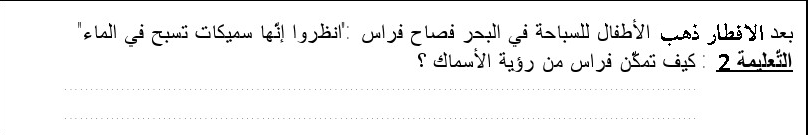 بعد الافطار ذهب الأطفال للسباحة في البحر فصاح فراس :"انظروا إنّها سميكات تسبح في الماء"
التّعليمة 2 : كيف تمكّن فراس من رؤية الأسماك ؟